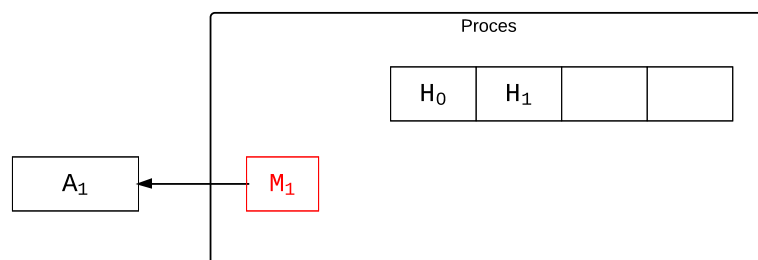 Proces
H₀ H₁
A₁ M₁